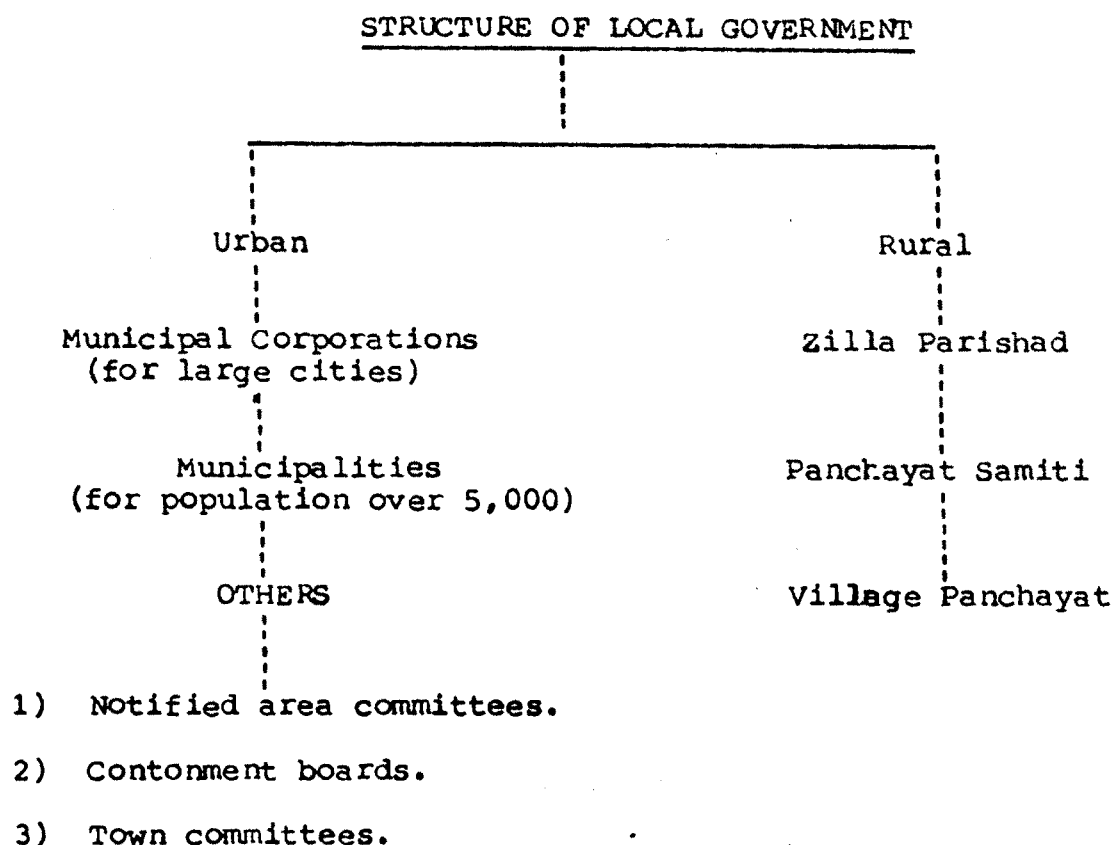 STRUCTURE OF LOCAL GOVERNMENT
Urban
Rural
Municipal Corporations
(for large cities)
Zilla Parishad
Municipalities
(for population over 5,000)
Panchayat Samiti
OTHERS
Village Panchayat
1) Notified area committees.
2) Contonment boards.
3) Town committees.